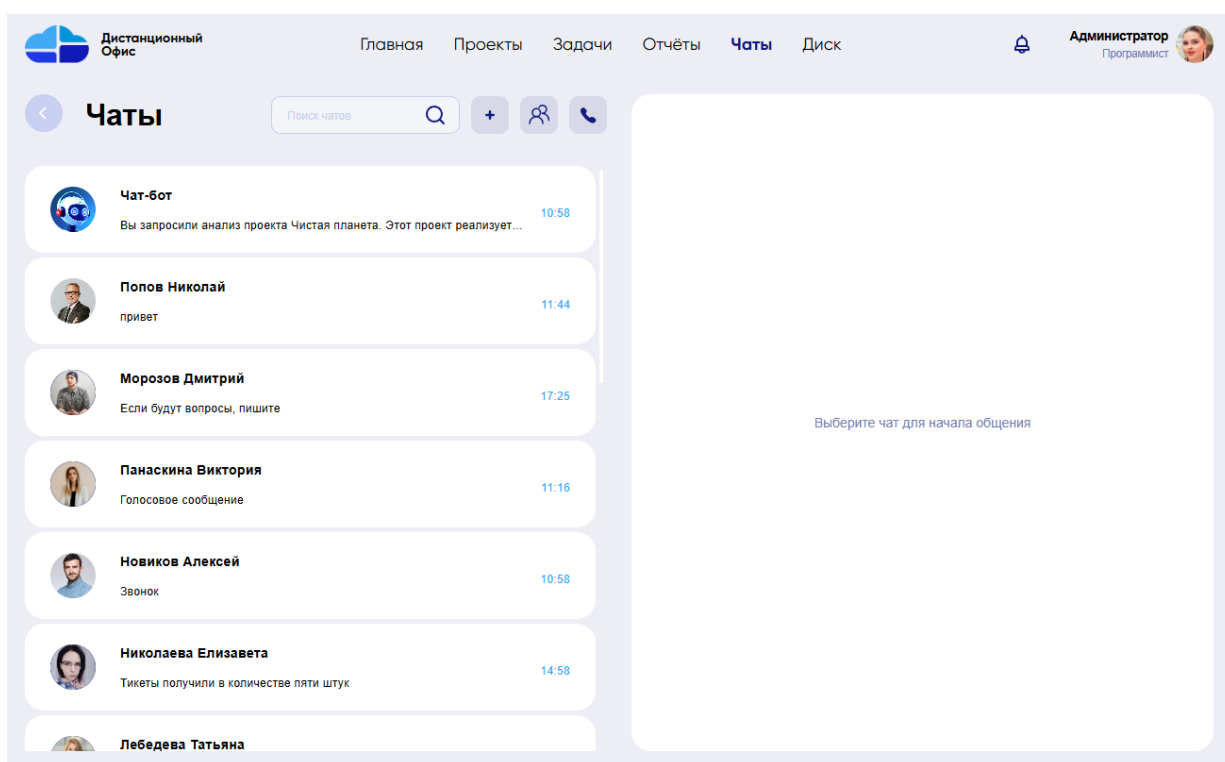 Дистанционный
Офис
Главная Проекты Задачи Отчёты Чаты Диск
Администратор
Программист
Чаты
Поиск чатов
Чат-бот
Вы запросили анализ проекта Чистая планета. Этот проект реализует...
10:58
Попов Николай
привет
11:44
Морозов Дмитрий
Если будут вопросы, пишите
17:25
Панаскина Виктория
Голосовое сообщение
11:16
Новиков Алексей
Звонок
10:58
Николаева Елизавета
Тикеты получили в количестве пяти штук
14:58
Лебедева Татьяна
Выберите чат для начала общения